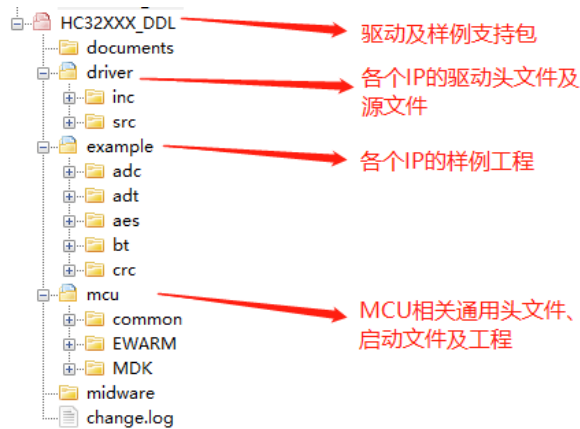 HC32XXX_DDL
驱动及样例支持包
documents
driver
各个IP的驱动头文件及
源文件
inc
src
example
各个IP的样例工程
adc
adt
aes
bt
crc
mcu
MCU相关通用头文件、
启动文件及工程
common
EWARM
MDK
midware
change.log